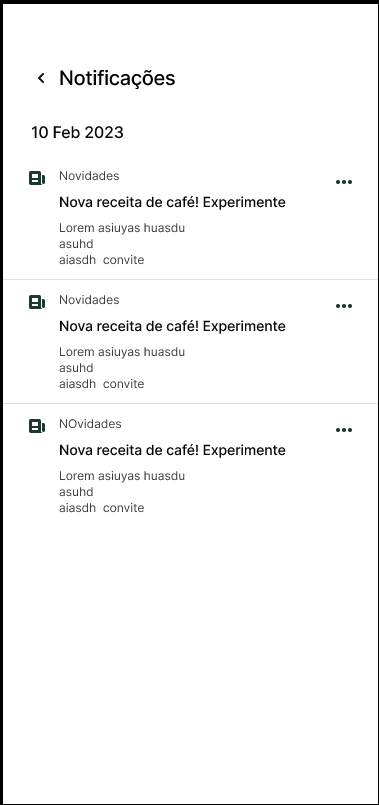 Notificações
10 Feb 2023
Novidades
Nova receita de café! Experimente
Lorem asiuyas huasdu
asuhd
aiasdh  convite
Novidades
Nova receita de café! Experimente
Lorem asiuyas huasdu
asuhd
aiasdh  convite
NOvidades
Nova receita de café! Experimente
Lorem asiuyas huasdu
asuhd
aiasdh  convite